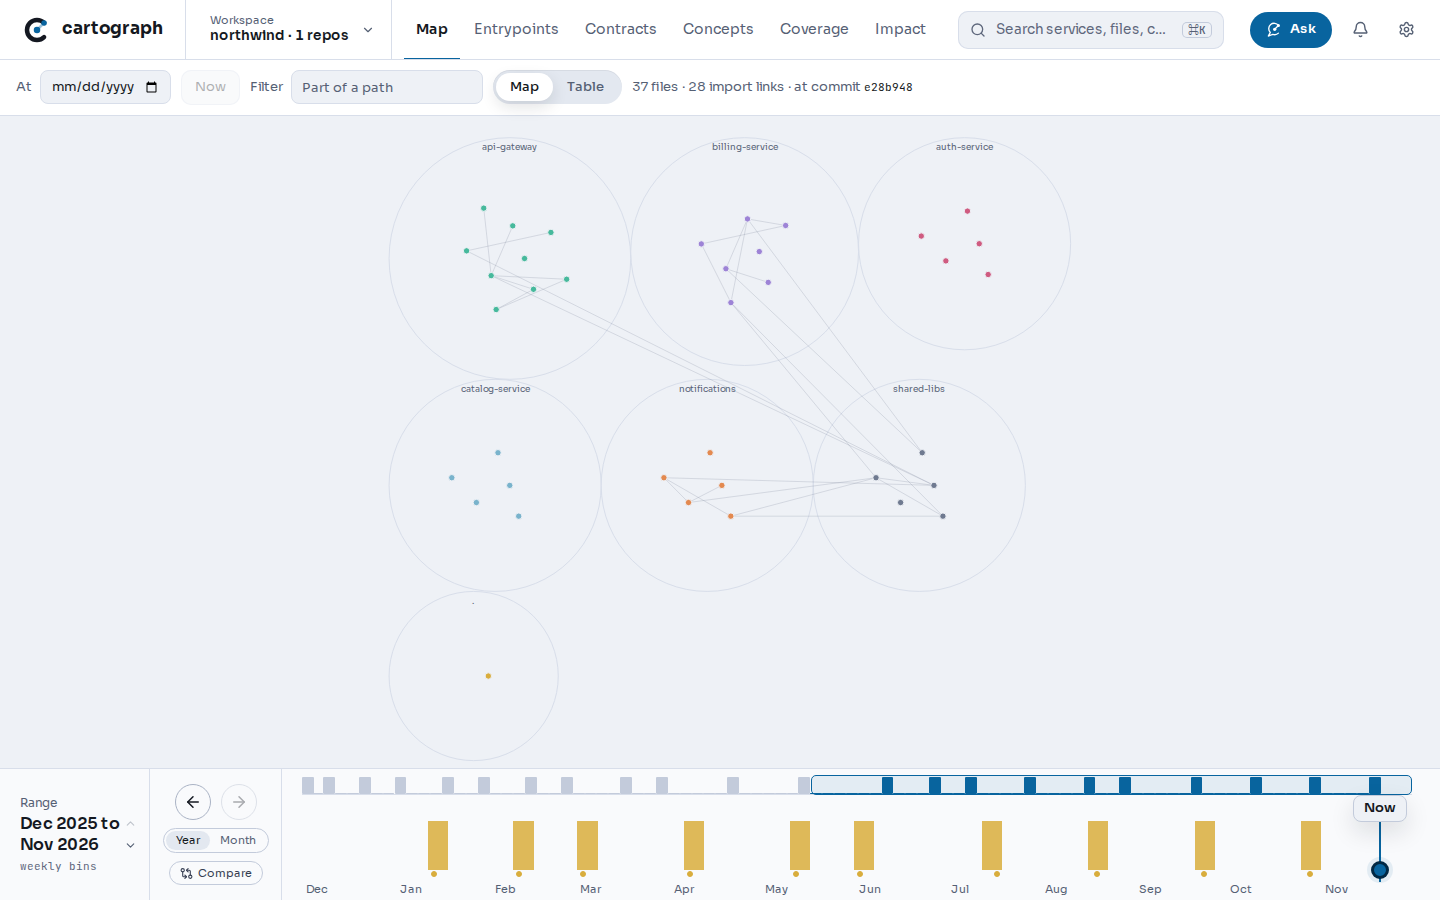 cartograph
Workspace
northwind · 1 repos
Map
Entrypoints
Contracts
Concepts
Coverage
Impact
Search services, files, c...
⌘K
Ask
At
mm/dd/yyyy
Now
Filter
Part of a path
Map
Table
37 files · 28 import links · at commit e28b948
api-gateway
billing-service
auth-service
catalog-service
notifications
shared-libs
.
Range
Dec 2025 to
Nov 2026
weekly bins
Year
Month
Compare
Now
Dec
Jan
Feb
Mar
Apr
May
Jun
Jul
Aug
Sep
Oct
Nov